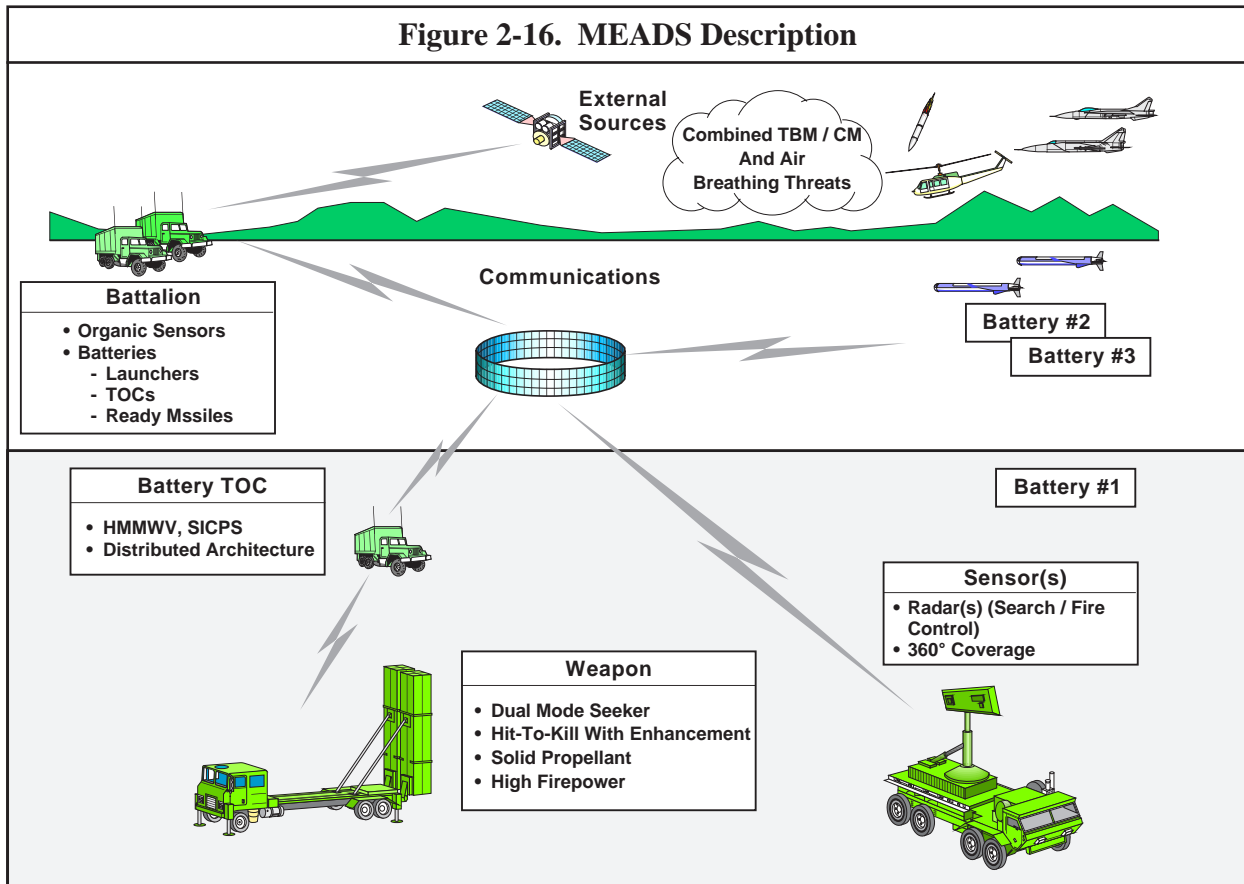 Figure 2-16. MEADS Description
External
Sources
Combined TBM / CM
And Air
Breathing Threats
Communications
Battalion
• Organic Sensors
• Batteries
- Launchers
- TOCs
- Ready Mssiles
Battery #2
Battery #3
Battery TOC
• HMMWV, SICPS
• Distributed Architecture
Battery #1
Sensor(s)
• Radar(s) (Search / Fire
Control)
• 360° Coverage
Weapon
• Dual Mode Seeker
• Hit-To-Kill With Enhancement
• Solid Propellant
• High Firepower